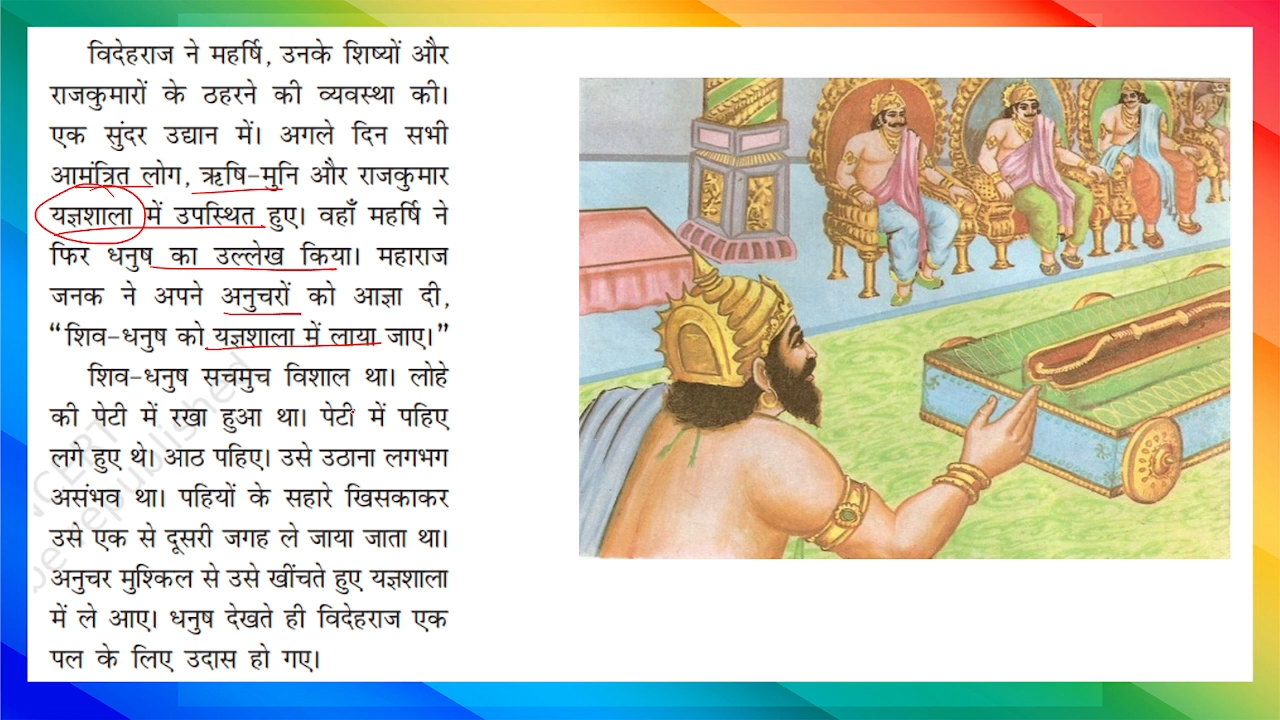 विदेहराज ने महर्षि, उनके शिष्यों और
राजकुमारों के ठहरने की व्यवस्था की।
एक सुंदर उद्यान में। अगले दिन सभी
आमंत्रित लोग, ऋषि-मुनि और राजकुमार
यज्ञशाला में उपस्थित हुए। वहाँ महर्षि ने
फिर धनुष का उल्लेख किया। महाराज
जनक ने अपने अनुचरों को आज्ञा दी,
“शिव-धनुष को यज्ञशाला में लाया जाए।”
शिव-धनुष सचमुच विशाल था। लोहे
की पेटी में रखा हुआ था। पेटी में पहिए
लगे हुए थे। आठ पहिए। उसे उठाना लगभग
असंभव था। पहियों के सहारे खिसकाकर
उसे एक से दूसरी जगह ले जाया जाता था।
अनुचर मुश्किल से उसे खींचते हुए यज्ञशाला
में ले आए। धनुष देखते ही विदेहराज एक
पल के लिए उदास हो गए।